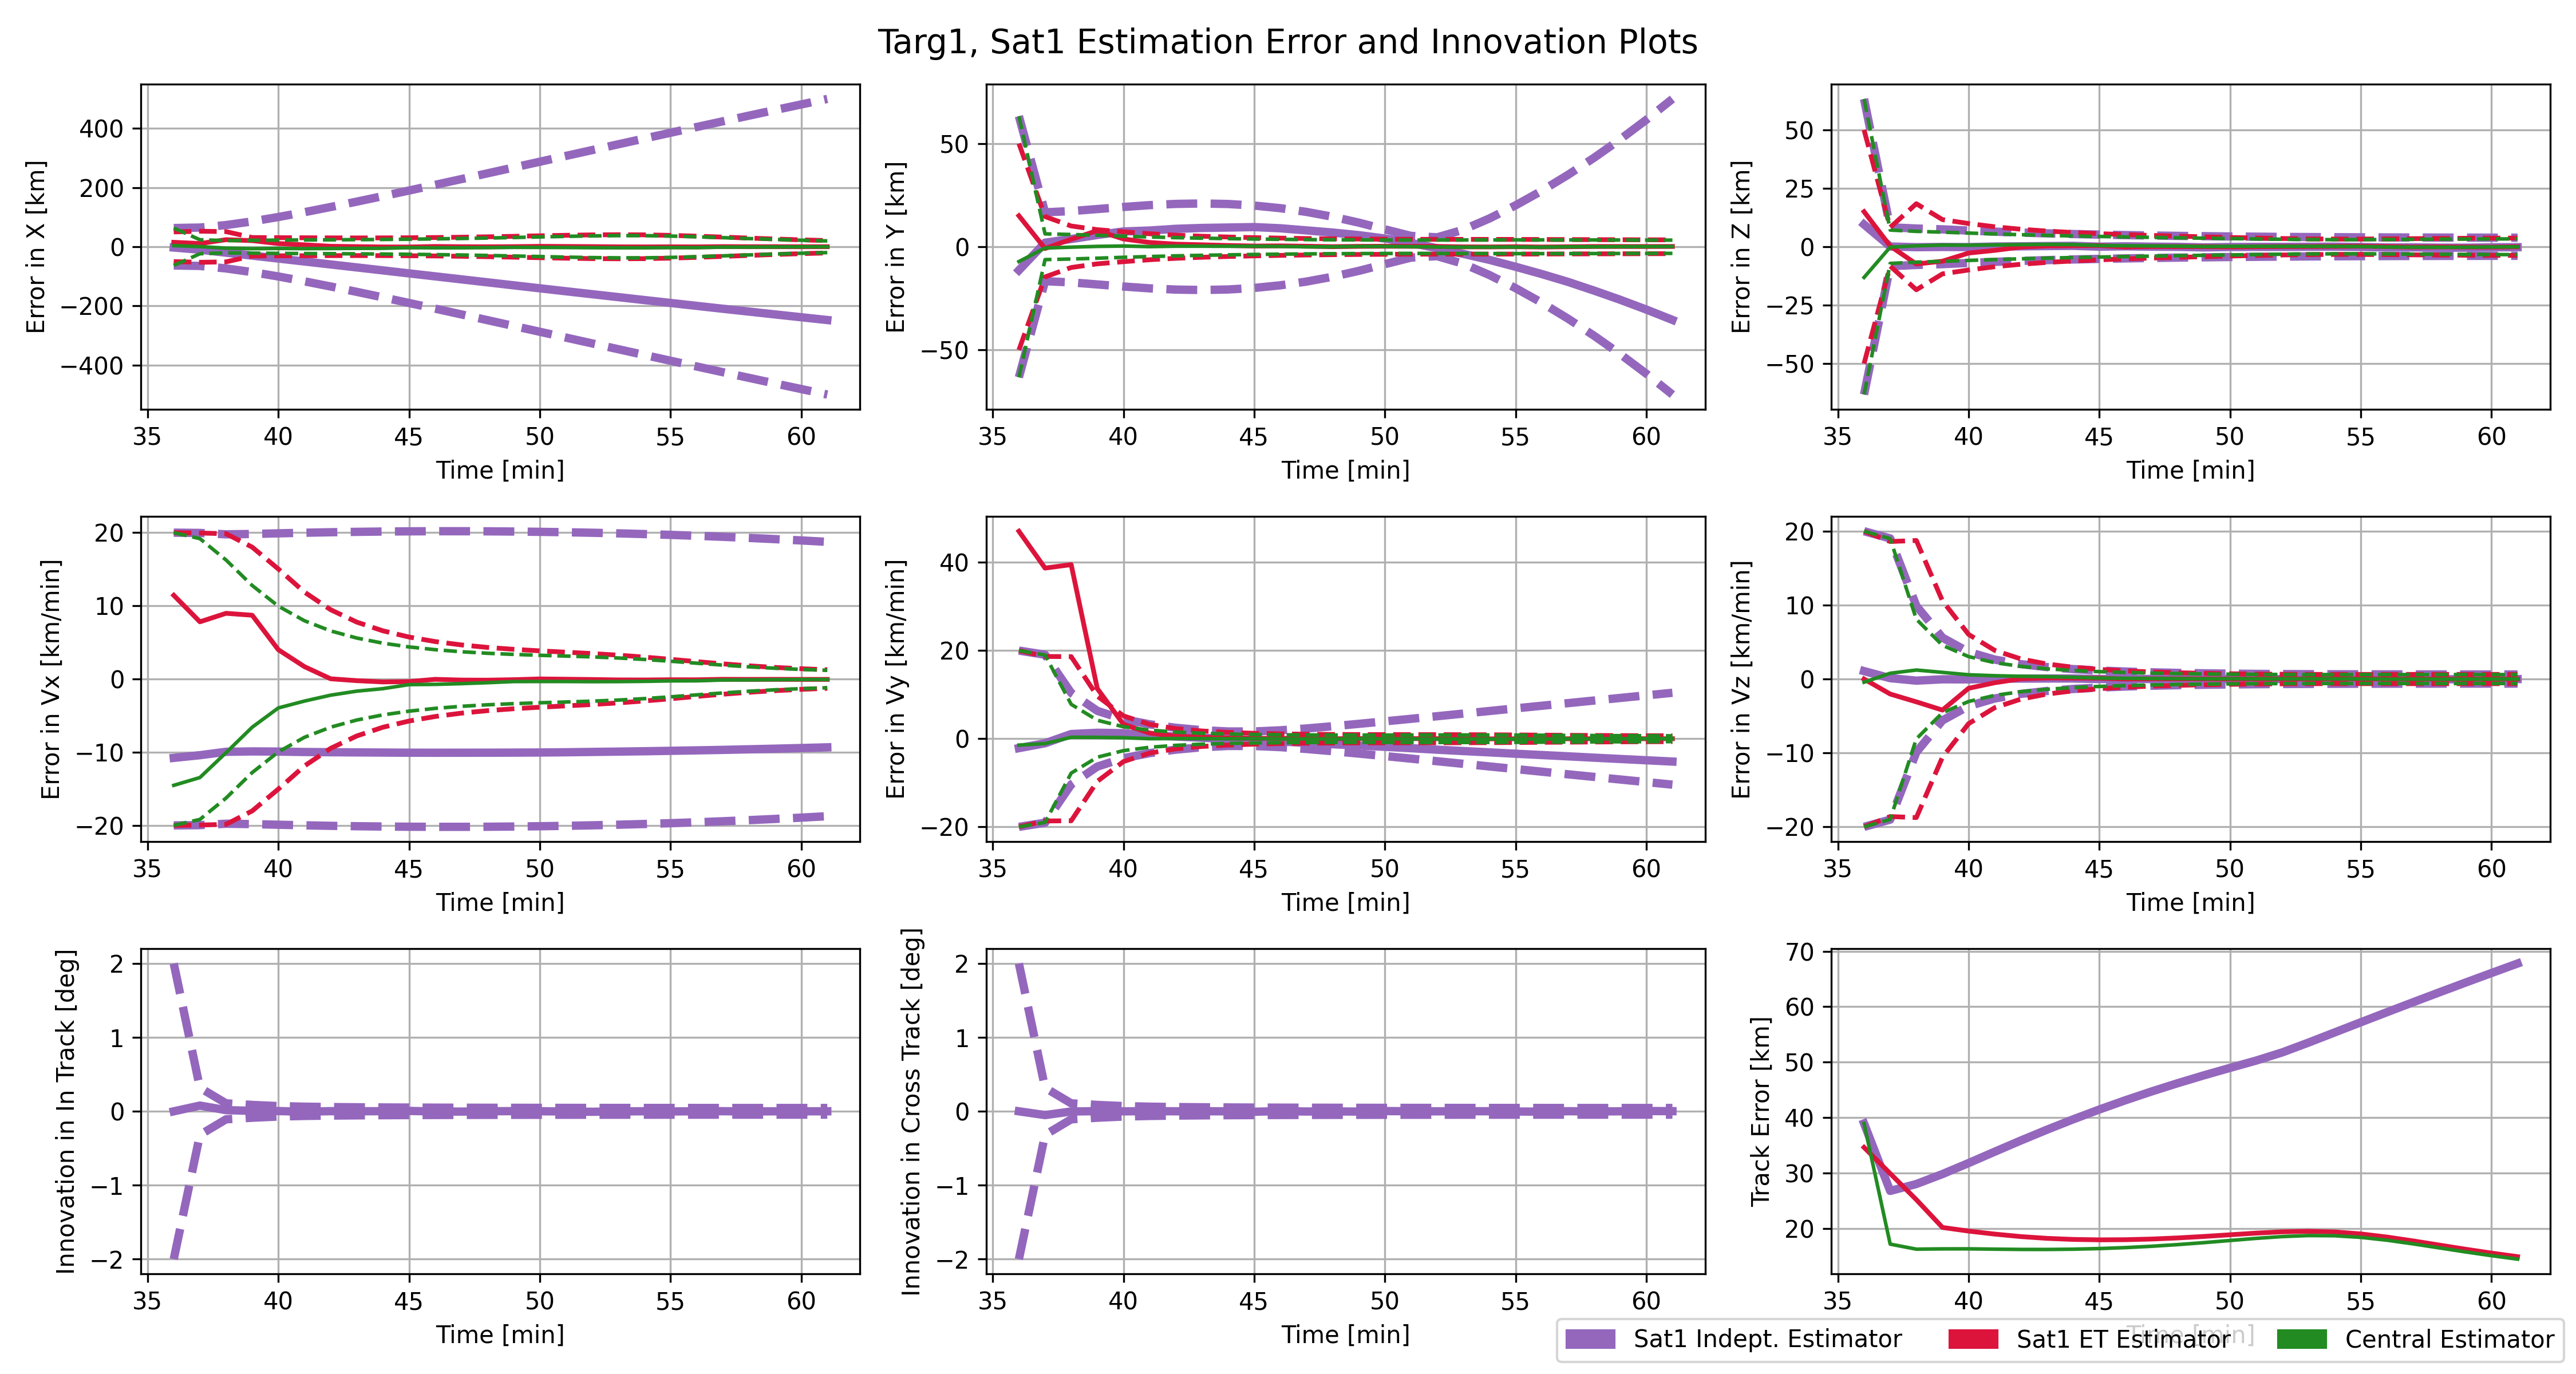 Targ1, Sat1 Estimation Error and Innovation Plots
Error in X [km]
400
200
0
−200
−400
35 40 45 50 55 60
Time [min]
Error in Y [km]
50
0
−50
35 40 45 50 55 60
Time [min]
Error in Z [km]
50
25
0
−25
−50
35 40 45 50 55 60
Time [min]
Error in Vx [km/min]
20
10
0
−10
−20
35 40 45 50 55 60
Time [min]
Error in Vy [km/min]
40
20
0
−20
35 40 45 50 55 60
Time [min]
Error in Vz [km/min]
20
10
0
−10
−20
35 40 45 50 55 60
Time [min]
Innovation in In Track [deg]
2
1
0
−1
−2
35 40 45 50 55 60
Time [min]
Innovation in Cross Track [deg]
2
1
0
−1
−2
35 40 45 50 55 60
Time [min]
Track Error [km]
70
60
50
40
30
20
35 40 45 50 55 60
Time [min]
Sat1 Indept. Estimator Sat1 ET Estimator Central Estimator